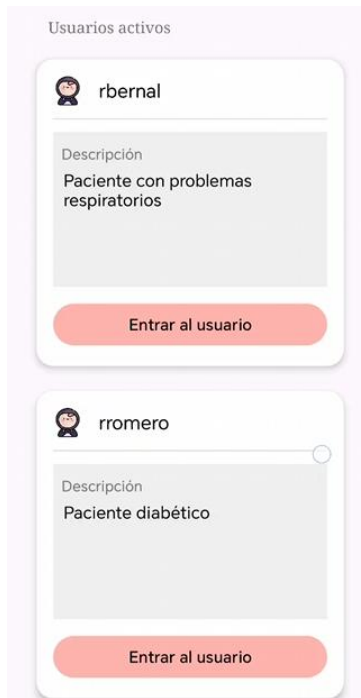 Usuarios activos
rbernal
Descripción
Paciente con problemas
respiratorios
Entrar al usuario
rromero
Descripción
Paciente diabético
Entrar al usuario